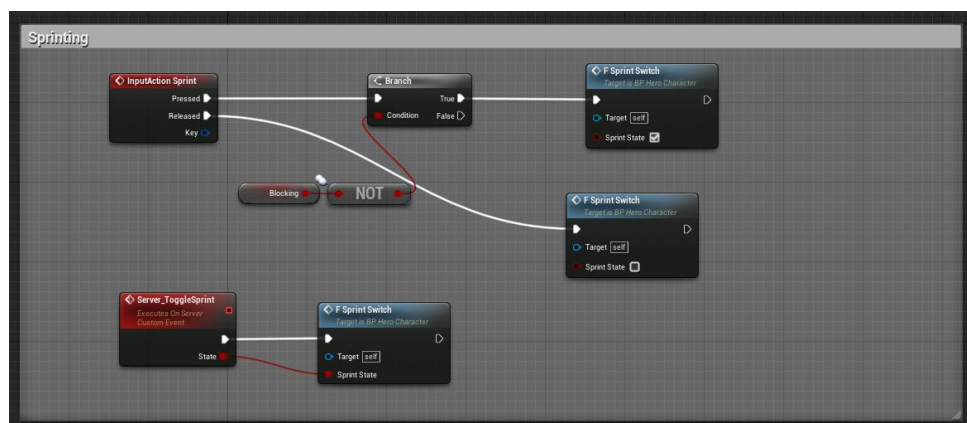 Sprinting
InputAction Sprint
Pressed
Released
Key
Branch
True
Condition
False
F Sprint Switch
Target is BP Hero Character
Target self
Sprint State
Blocking
NOT
F Sprint Switch
Target is BP Hero Character
Target self
Sprint State
Server_ToggleSprint
Executes On Server
Custom Event
State
F Sprint Switch
Target is BP Hero Character
Target self
Sprint State